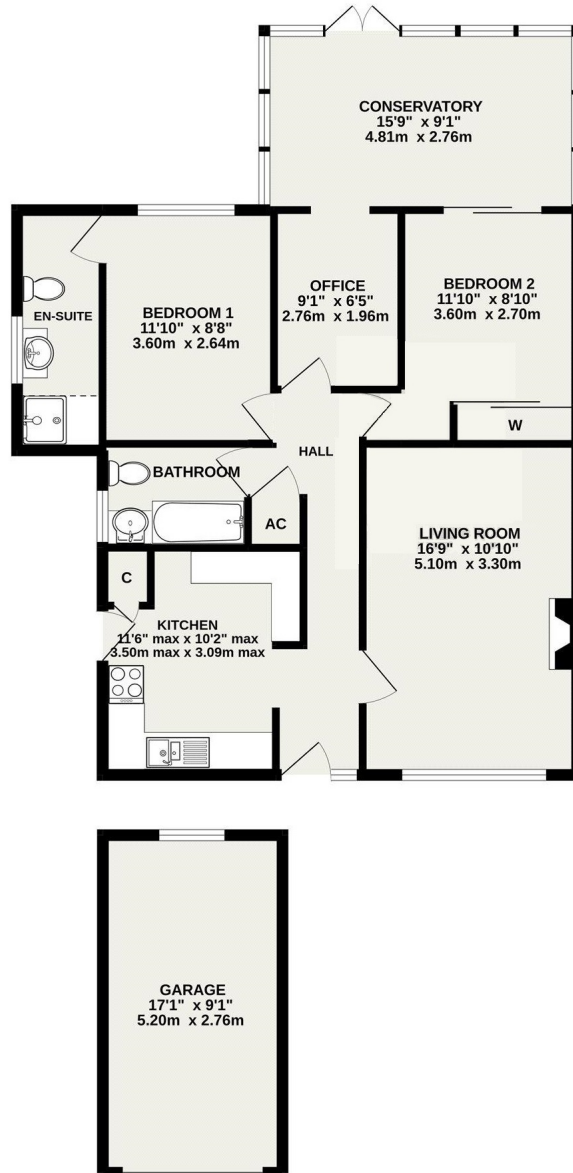 CONSERVATORY
15'9" x 9'1"
4.81m x 2.76m
EN-SUITE
BEDROOM 1
11'10" x 8'8"
3.60m x 2.64m
OFFICE
9'1" x 6'5"
2.76m x 1.96m
BEDROOM 2
11'10" x 8'10"
3.60m x 2.70m
W
HALL
BATHROOM
AC
LIVING ROOM
16'9" x 10'10"
5.10m x 3.30m
C
KITCHEN
11'6" max x 10'2" max
3.50m max x 3.09m max
GARAGE
17'1" x 9'1"
5.20m x 2.76m